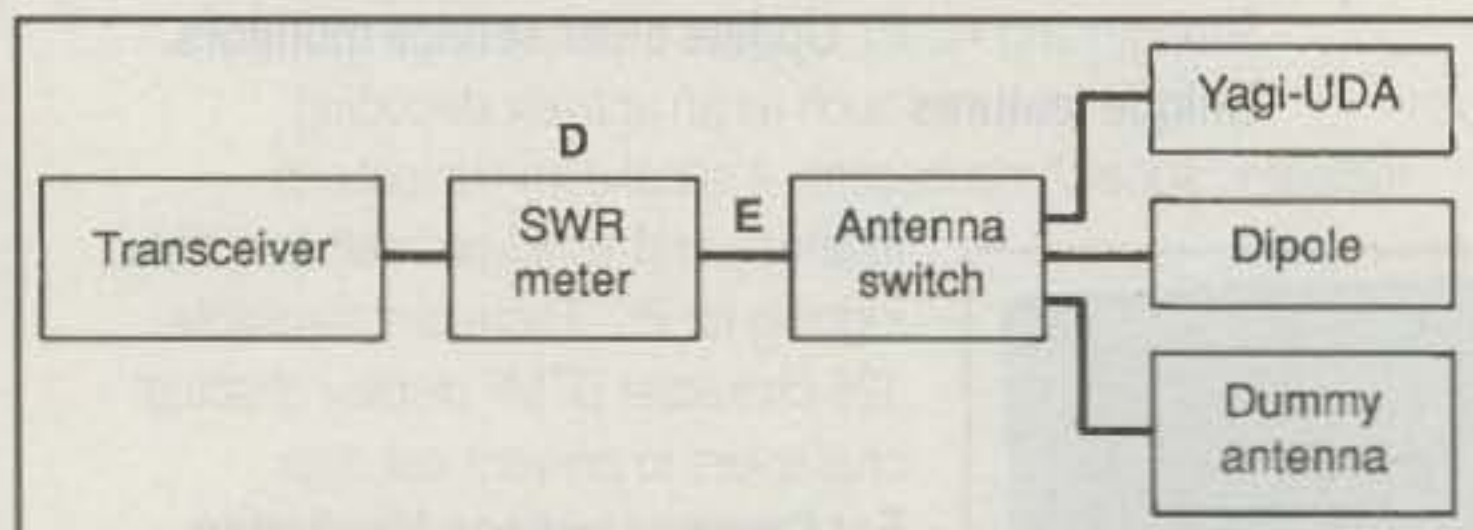 Yagi-UDA
D
Transceiver
SWR
meter
E
Antenna
switch
Dipole
Dummy
antenna